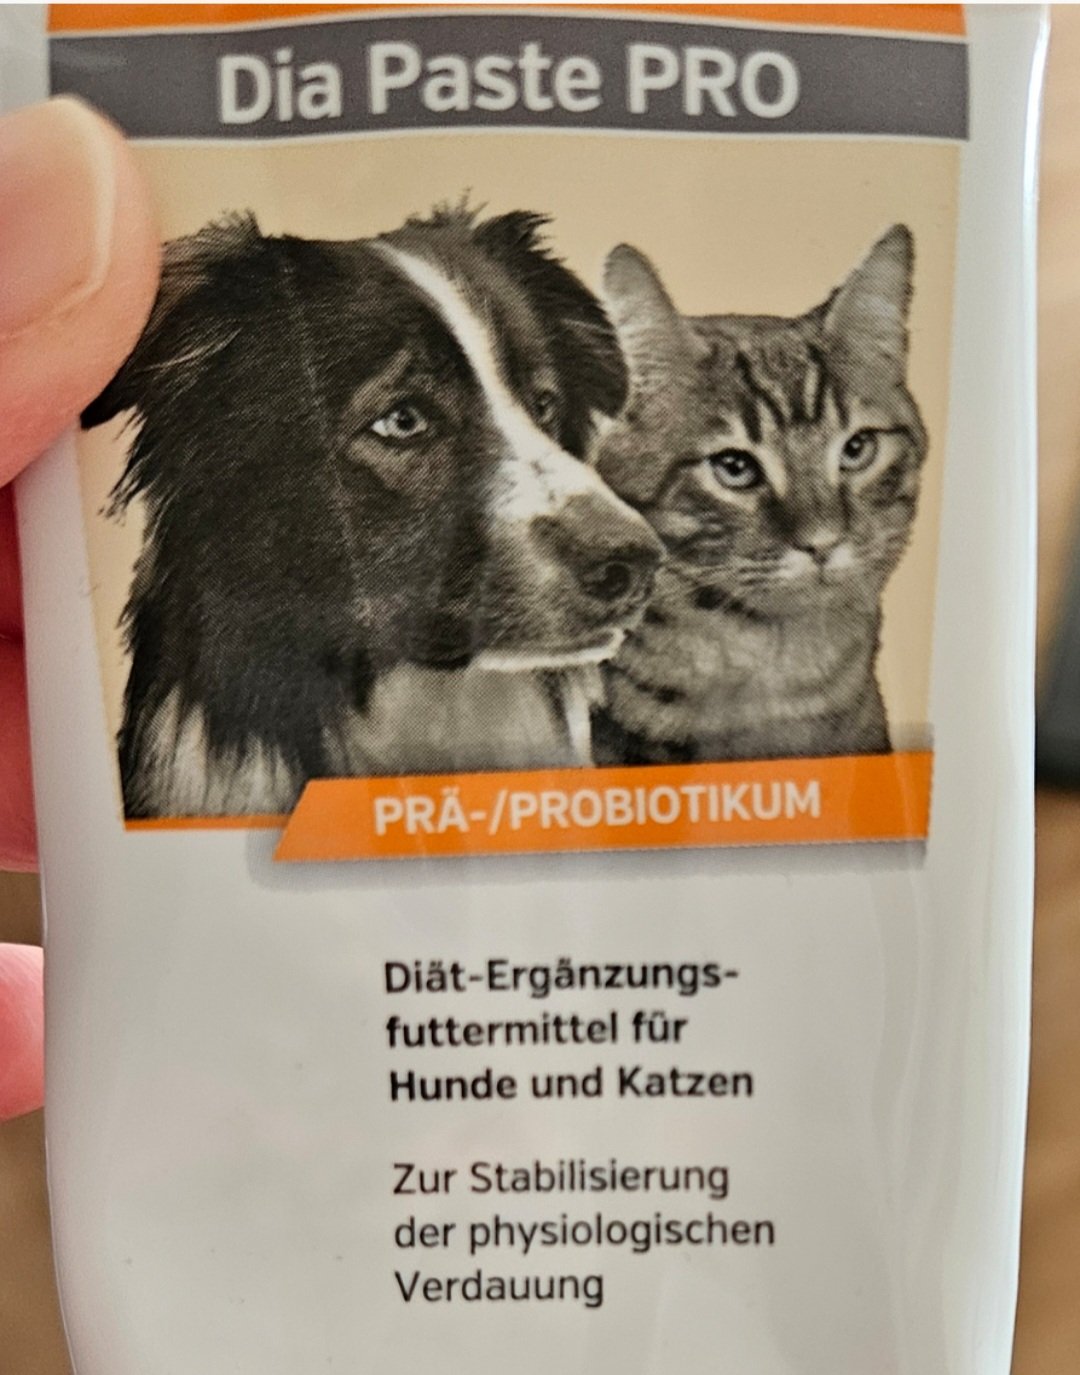 Dia Paste PRO
PRÄ-/PROBIOTIKUM
Diät-Ergänzungs-
futtermittel für
Hunde und Katzen
Zur Stabilisierung
der physiologischen
Verdauung